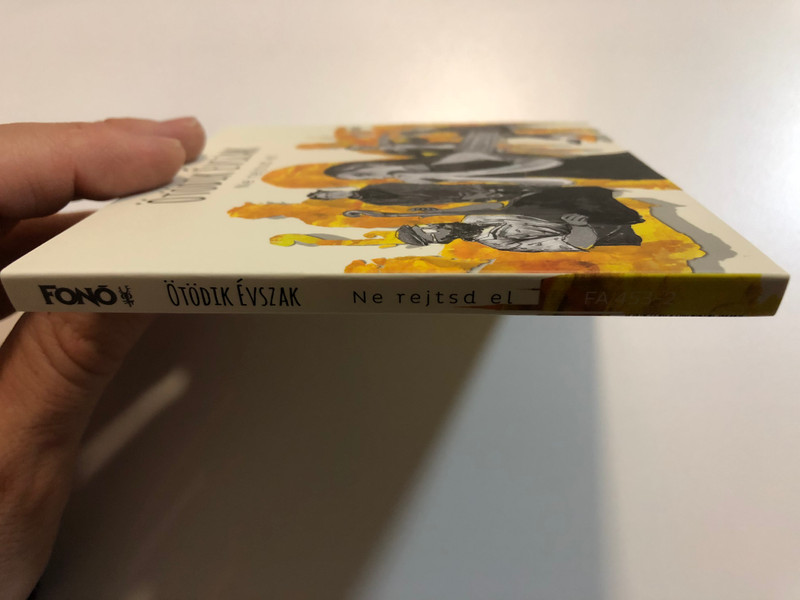 ÖTÖDIK ÉVSZAK
FONÓ ÖTÖDIK ÉVSZAK Ne rejtsd el